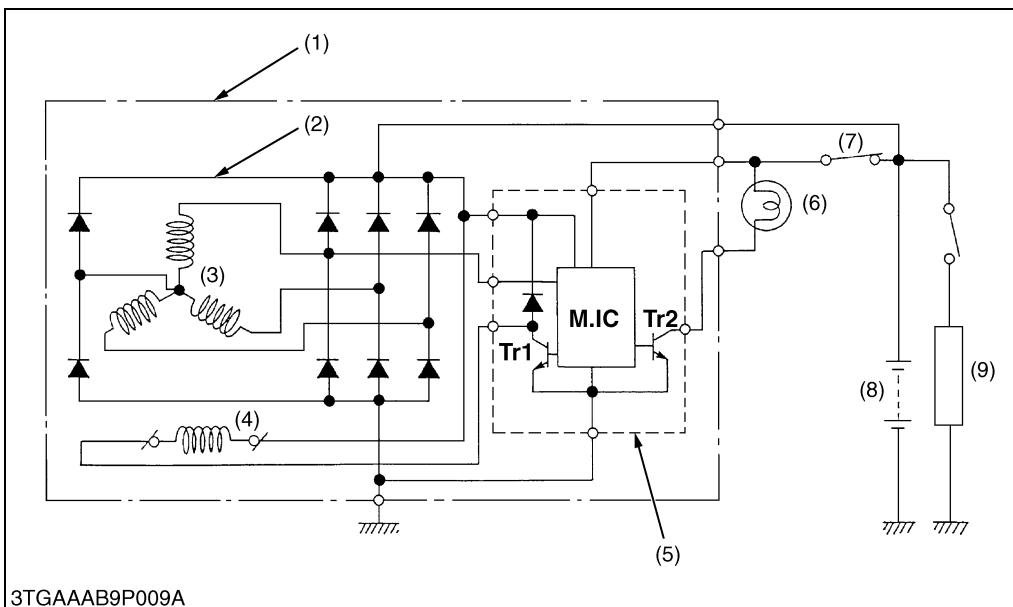 (1)
(2)
(7)
(6)
(3)
M.IC
Tr2
Tr1
(8)
(9)
(4)
(5)
3TGAAAB9P009A